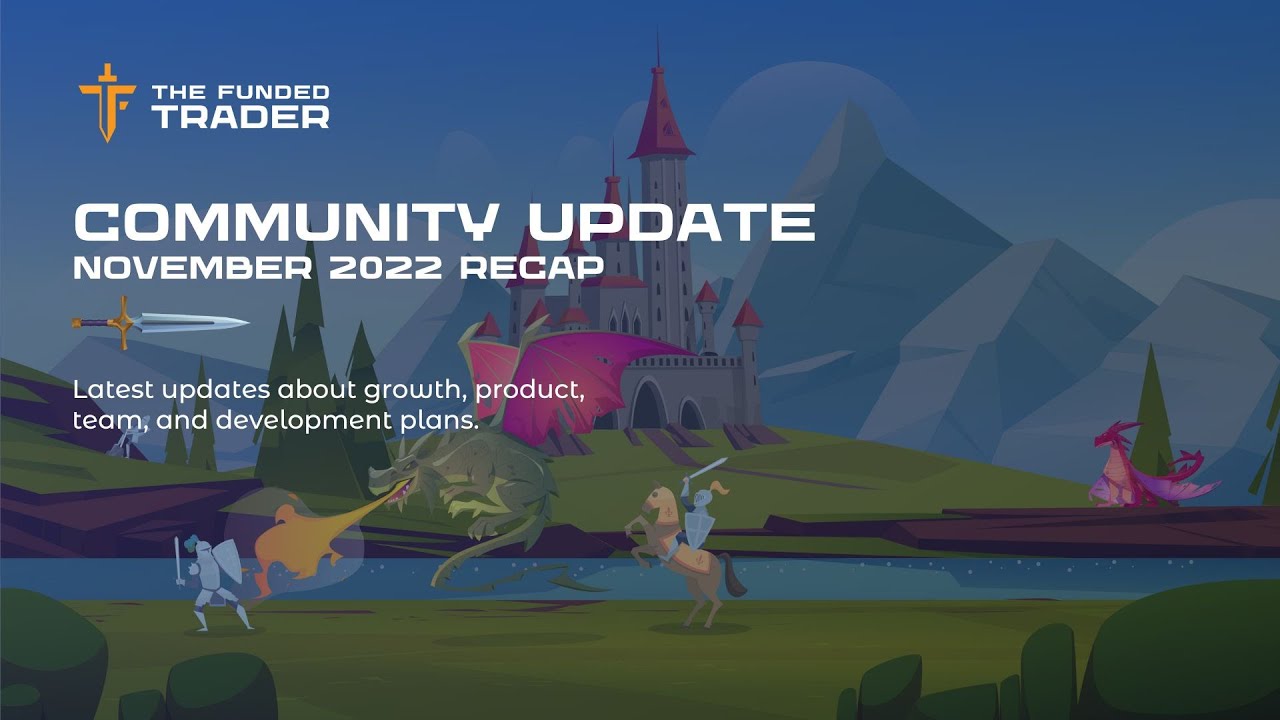 THE FUNDED
TRADER
COMMUNITY UPDATE
NOVEMBER 2022 RECAP
Latest updates about growth, product,
team, and development plans.